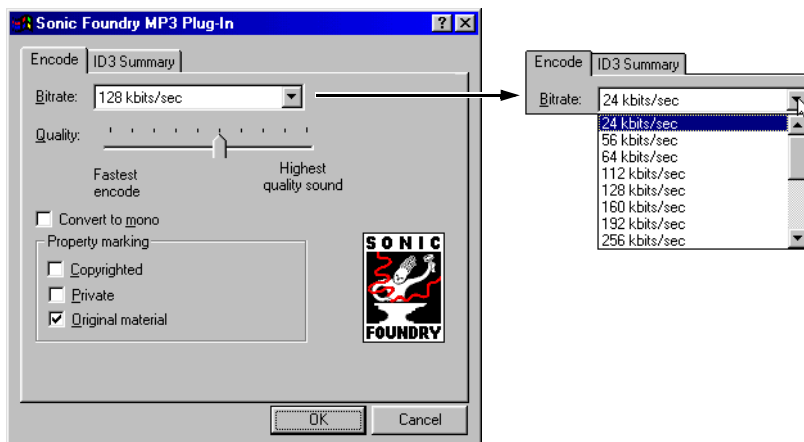 Sonic Foundry MP3 Plug-In
Encode
ID3 Summary
Bitrate:
128 kbits/sec
Quality:
Fastest
encode
Highest
quality sound
Convert to mono
Property marking
Copyrighted
Private
Original material
SONIC
FOUNDRY
OK
Cancel
Encode
ID3 Summary
Bitrate:
24 kbits/sec
24 kbits/sec
56 kbits/sec
64 kbits/sec
112 kbits/sec
128 kbits/sec
160 kbits/sec
192 kbits/sec
256 kbits/sec